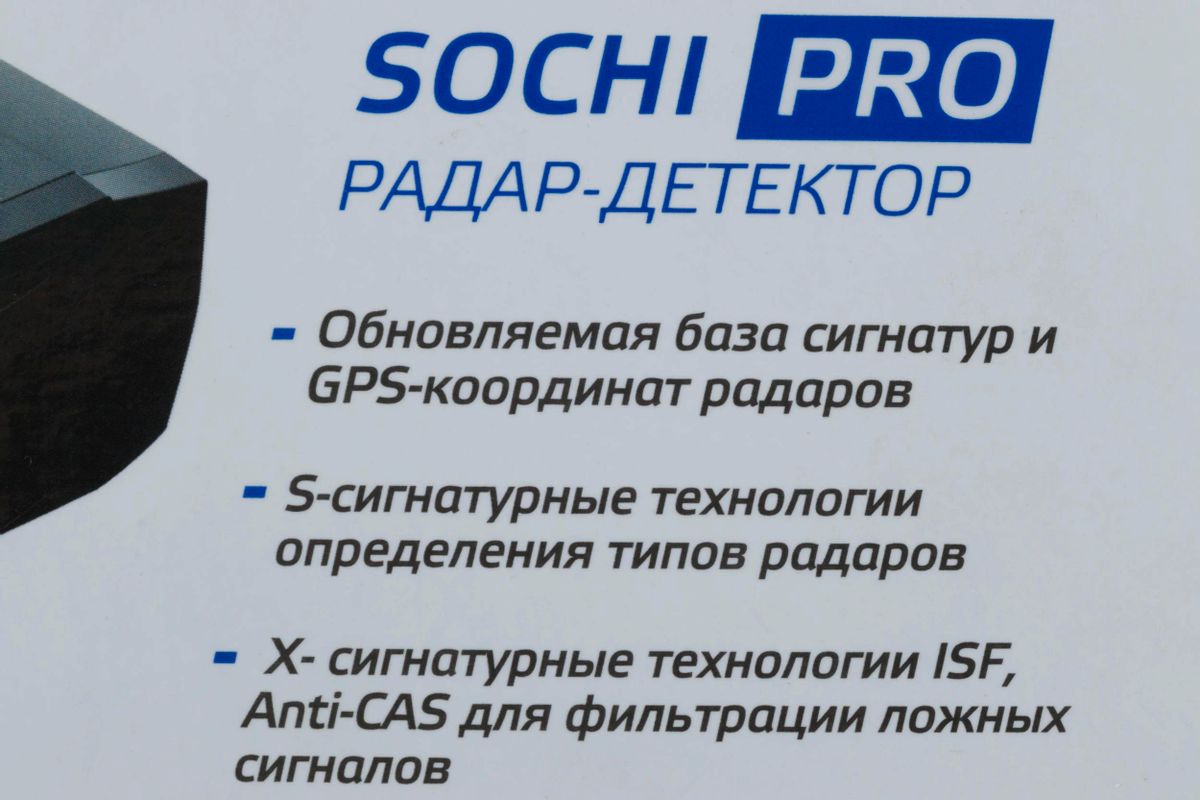 SOCHI PRO
РАДАР-ДЕТЕКТОР
- Обновляемая база сигнатур и
GPS-координат радаров
- S-сигнатурные технологии
определения типов радаров
- X- сигнатурные технологии ISF,
Anti-CAS для фильтрации ложных
сигналов